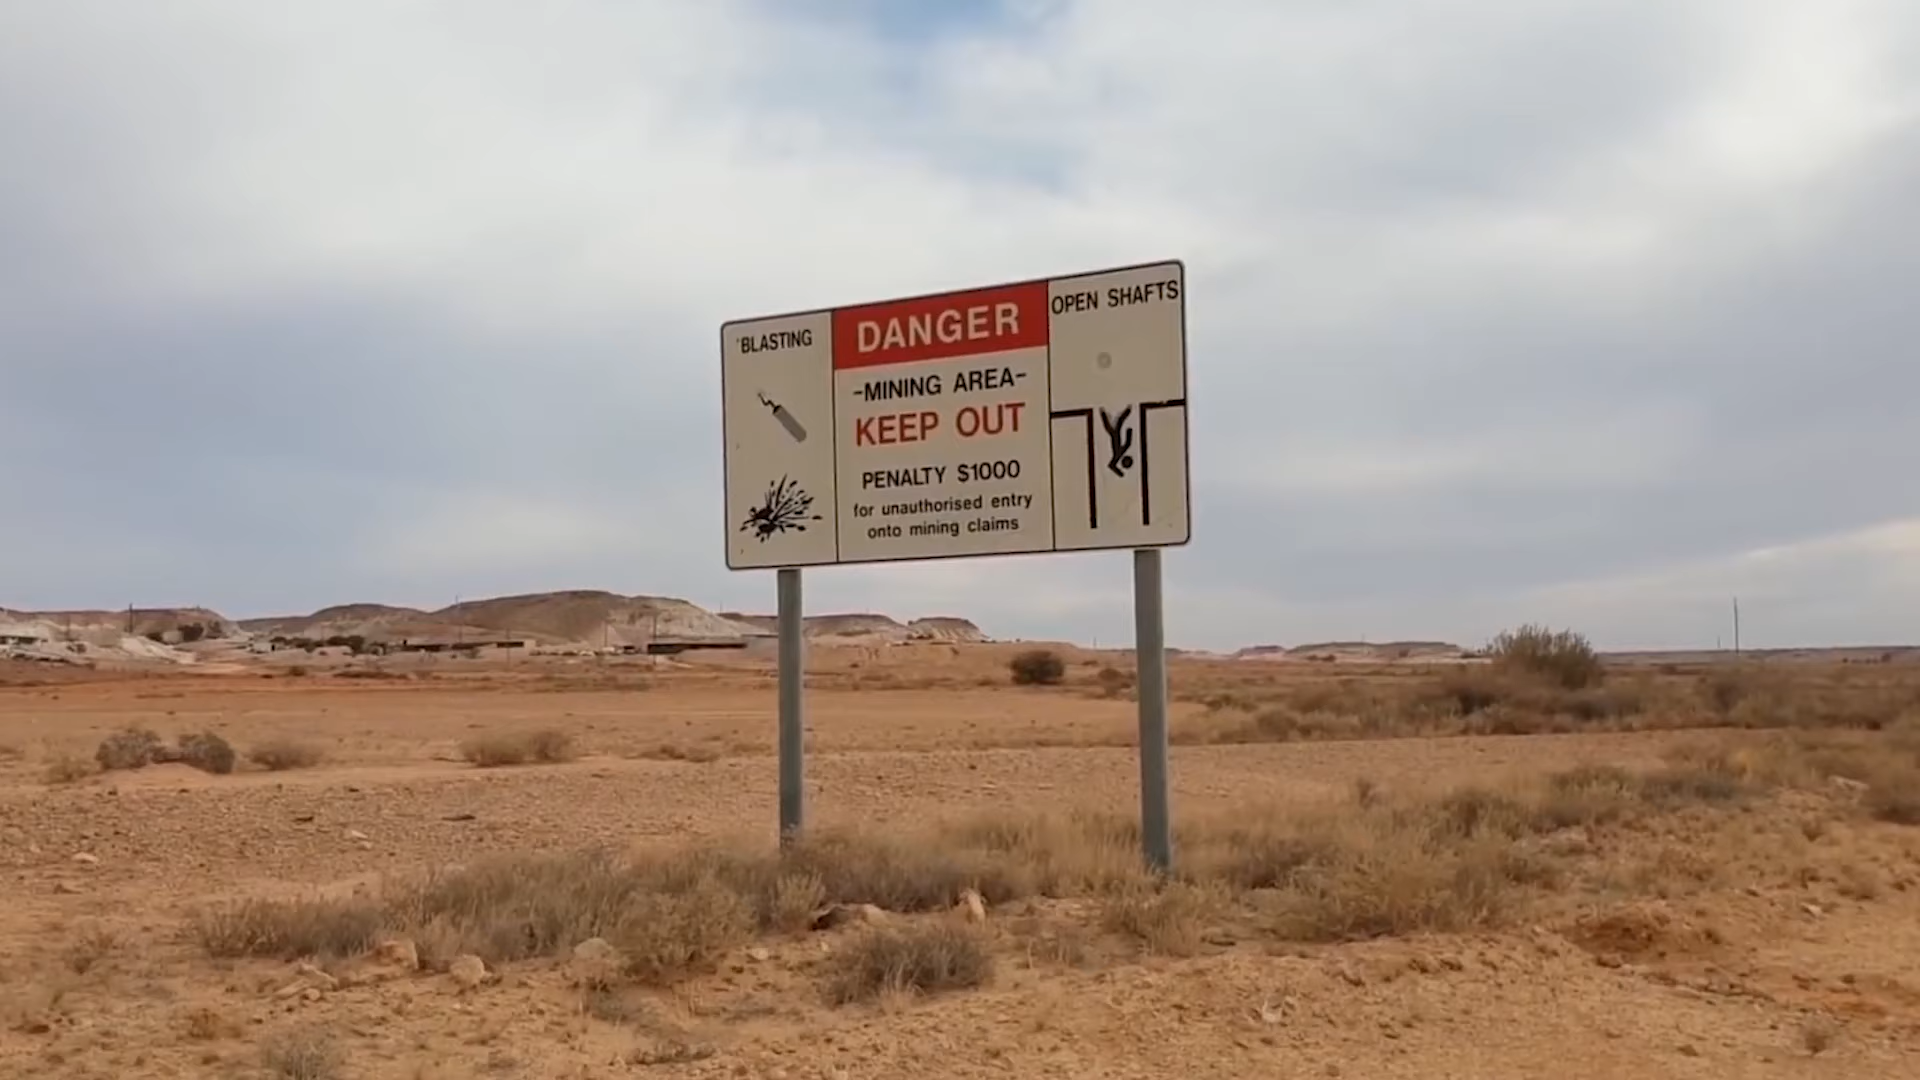 BLASTING
DANGER
-MINING AREA-
KEEP OUT
PENALTY $1000
for unauthorised entry
onto mining claims
OPEN SHAFTS